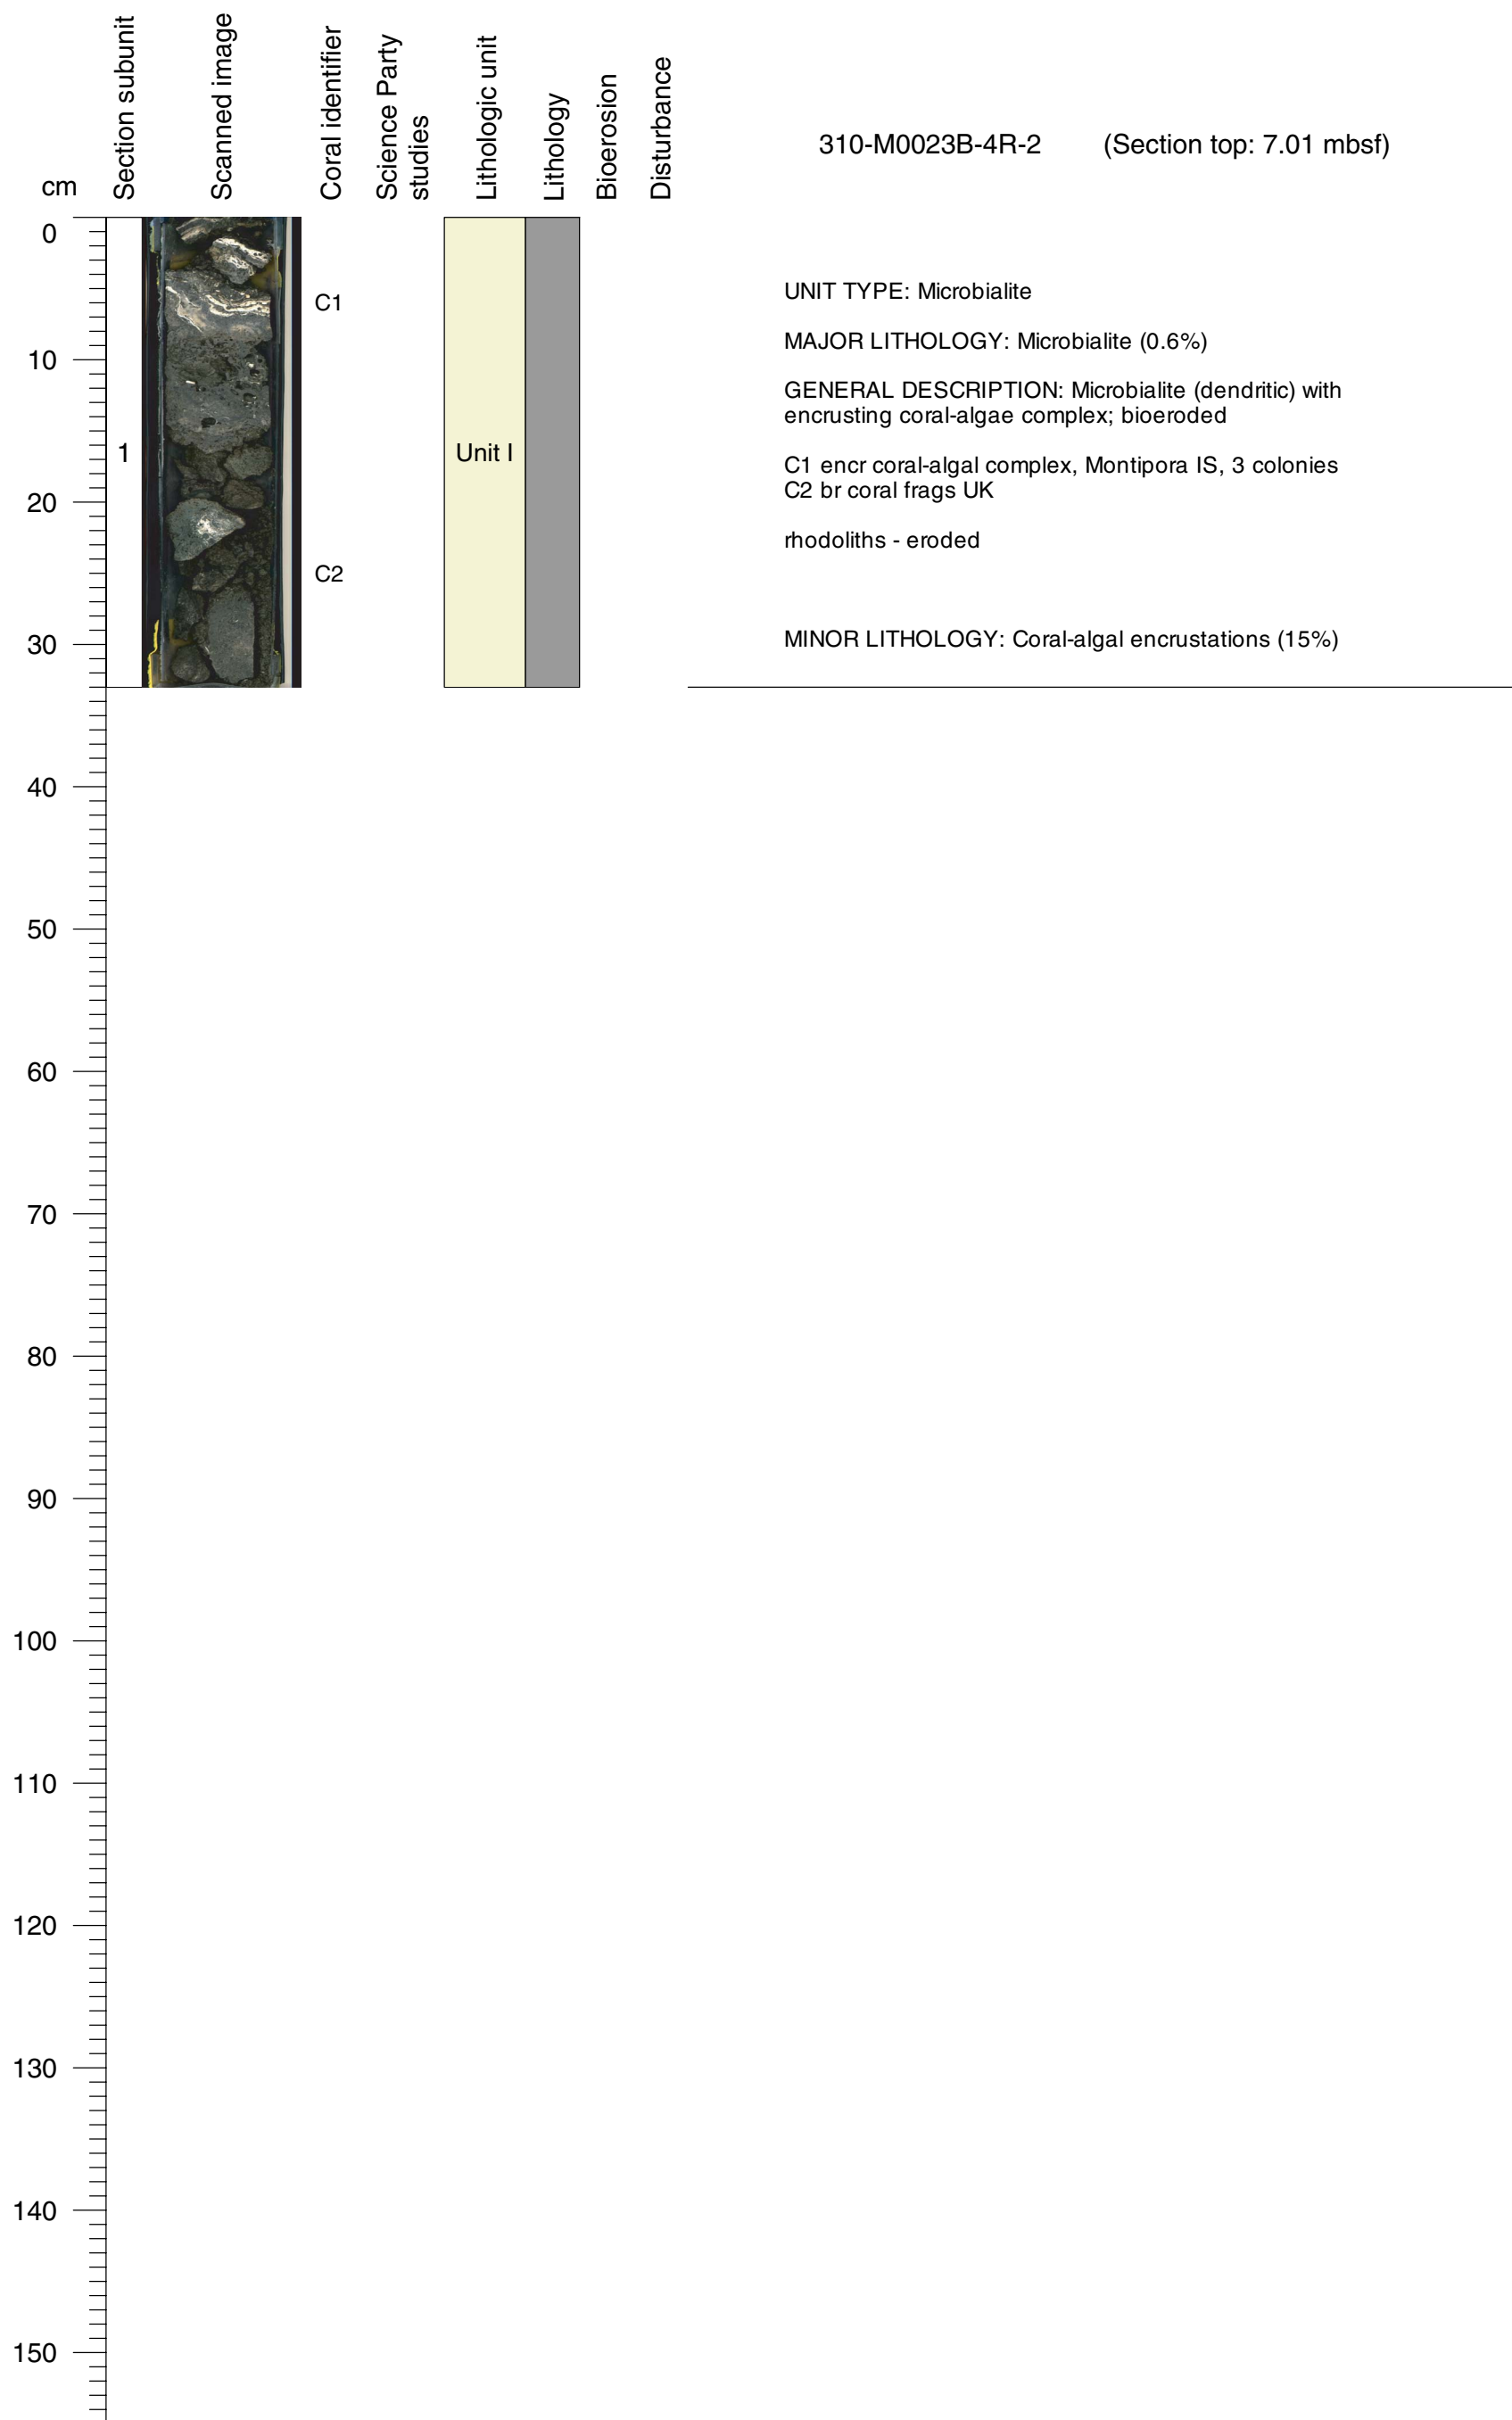 cm
Section subunit
Scanned image
Coral identifier
Science Party
studies
Lithologic unit
Lithology
Bioerosion
Disturbance
310-M0023B-4R-2 (Section top: 7.01 mbsf)
0
10
20
30
40
50
60
70
80
90
100
110
120
130
140
150
1
C1
C2
Unit I
UNIT TYPE: Microbialite
MAJOR LITHOLOGY: Microbialite (0.6%)
GENERAL DESCRIPTION: Microbialite (dendritic) with
encrusting coral-algae complex; bioeroded
C1 encr coral-algal complex, Montipora IS, 3 colonies
C2 br coral frags UK
rhodoliths - eroded
MINOR LITHOLOGY: Coral-algal encrustations (15%)